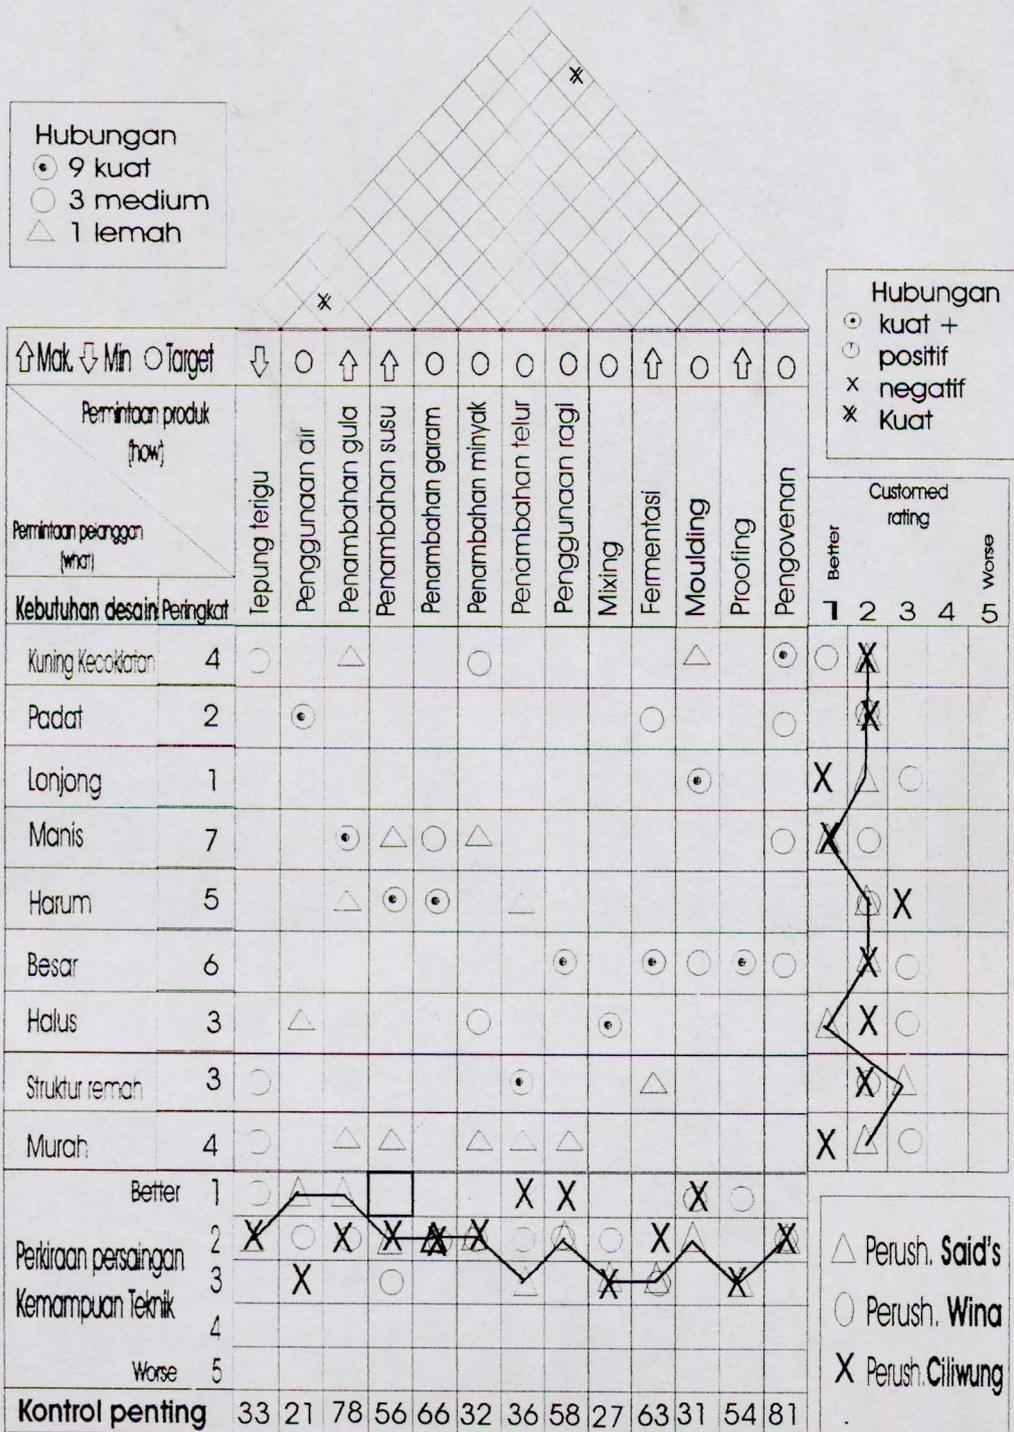 Hubungan
9 kuat
3 medium
1 lemah
Hubungan
kuat +
positif
negatif
Kuat
Mak. Min Target
Permintaan produk
(how)
Permintaan pelanggan
(what)
Kebutuhan desain Peringkat
Tepung terigu
Penggunaan air
Penambahan gula
Penambahan susu
Penambahan garam
Penambahan minyak
Penambahan telur
Penggunaan ragi
Mixing
Fermentasi
Moulding
Proofing
Pengovenan
Customed
rating
Better
Worse
1 2 3 4 5
Kuning Kecoklatan 4
Padat 2
Lonjong 1
Manis 7
Harum 5
Besar 6
Halus 3
Struktur remah 3
Murah 4
Better 1
Perkiraan persaingan 2
Kemampuan Teknik 3
4
Worse 5
Kontrol penting 33 21 78 56 66 32 36 58 27 63 31 54 81
Perush. Said's
Perush. Wina
Perush. Ciliwung